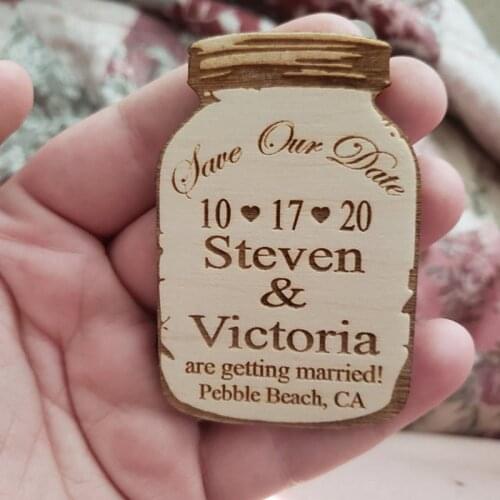 Save Our Date
10 ♥ 17 ♥ 20
Steven
&
Victoria
are getting married!
Pebble Beach, CA